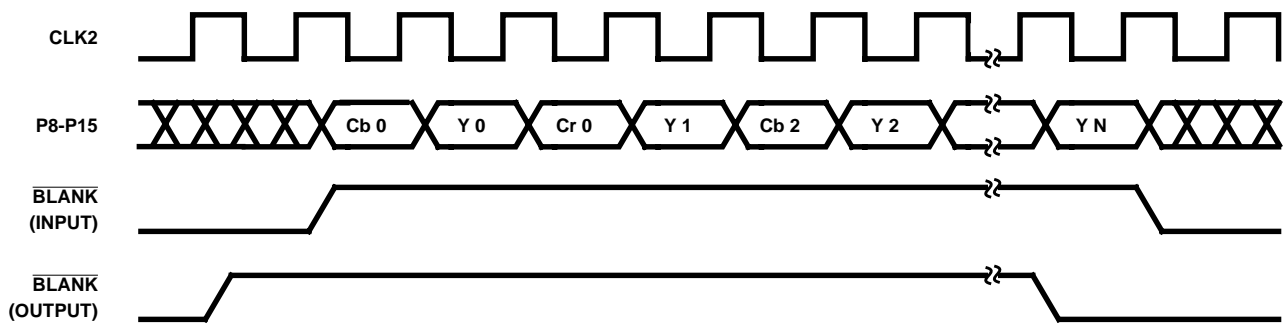 CLK2
P8-P15
Cb 0 Y 0 Cr 0 Y 1 Cb 2 Y 2 Y N
BLANK
(INPUT)
BLANK
(OUTPUT)